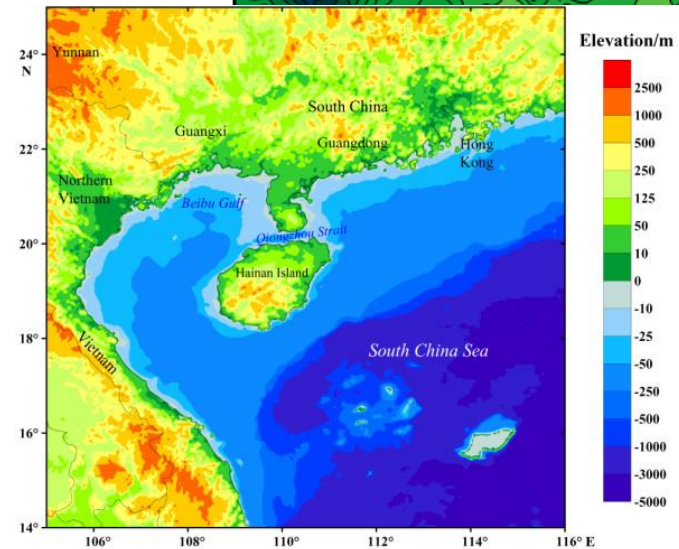 24°
N
22°
20°
18°
16°
14°
106°
108°
110°
112°
114°
116° E
Yunnan
South China
Guangxi
Guangdong
Hong
Kong
Northern
Vietnam
Beibu Gulf
Qiangzhou Strait
Hainan Island
Vietnam
South China Sea
Elevation/m
2500
1000
500
250
125
50
10
0
-10
-25
-50
-250
-500
-1000
-3000
-5000